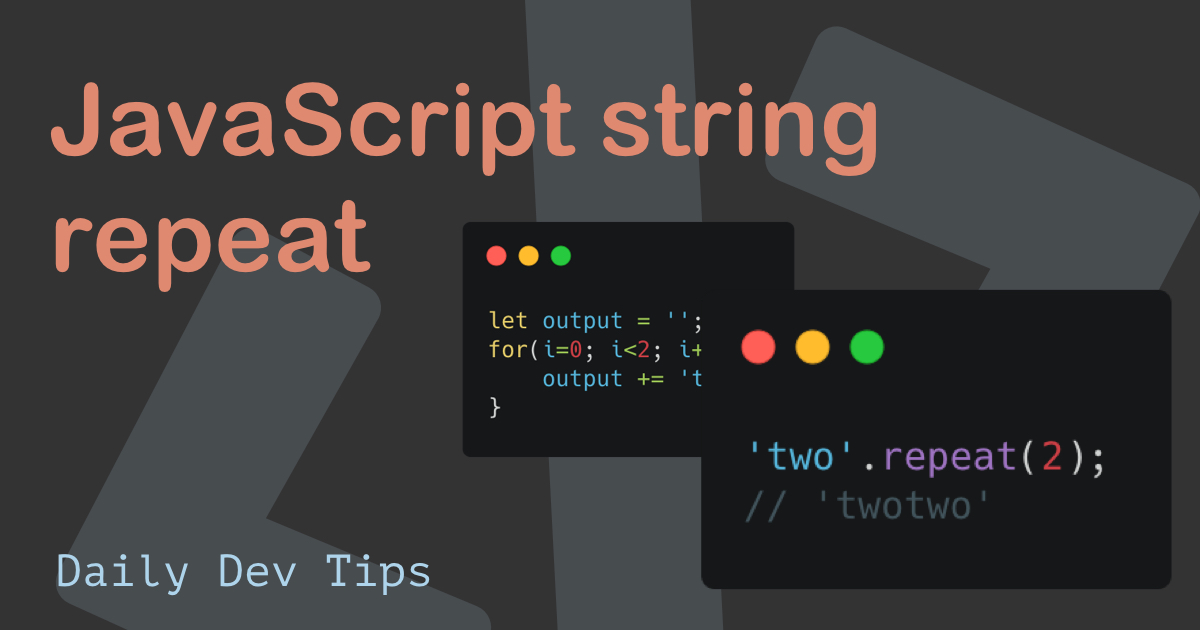 JavaScript string
repeat
let output = '';
for(i=0; i<2; i+
output += 't
}
'two'.repeat(2);
// 'twotwo'
Daily Dev Tips